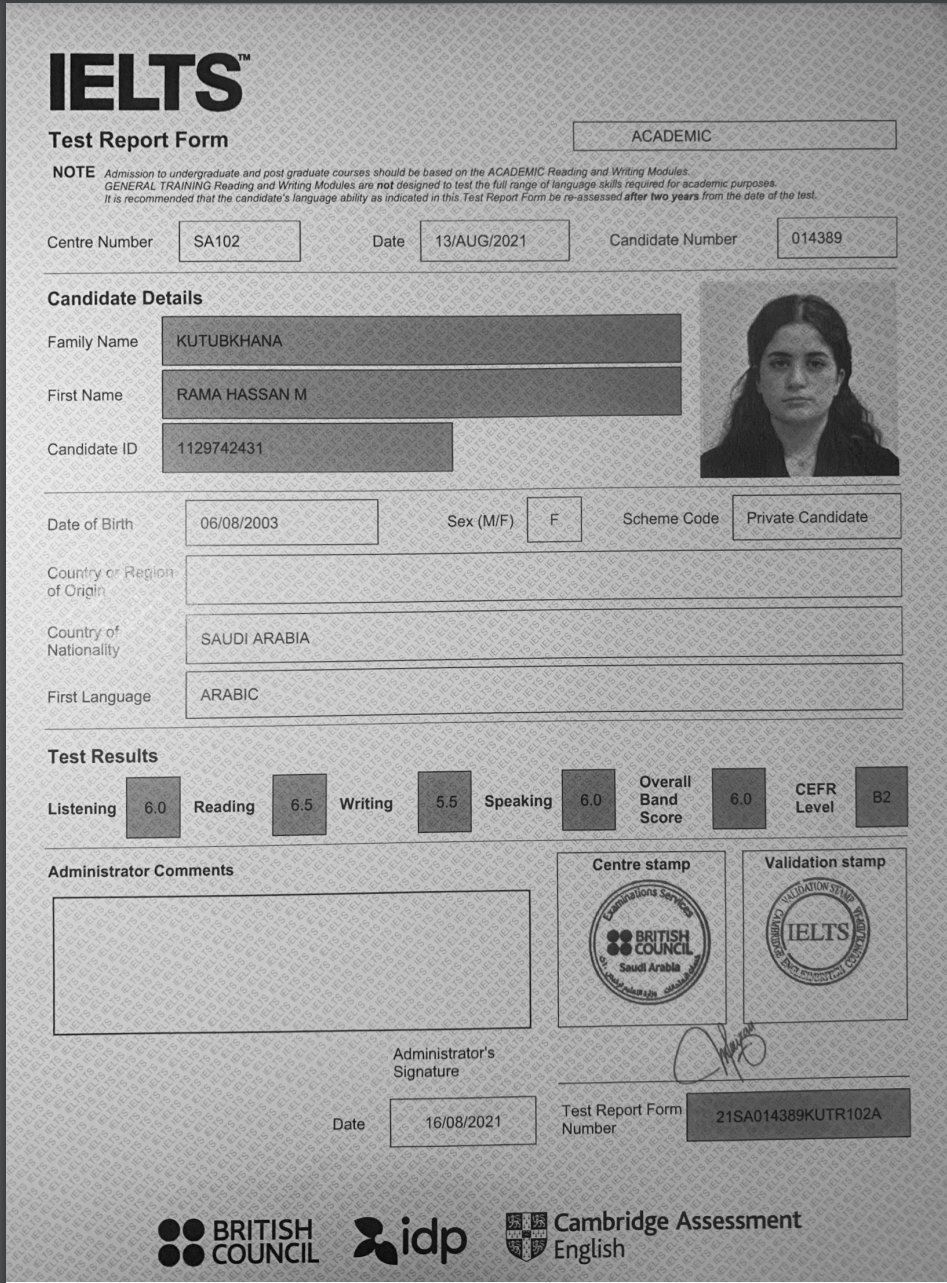 IELTS™
Test Report Form
ACADEMIC
NOTE Admission to undergraduate and post graduate courses should be based on the ACADEMIC Reading and Writing Modules.
GENERAL TRAINING Reading and Writing Modules are not designed to test the full range of language skills required for academic purposes.
It is recommended that the candidate's language ability as indicated in this Test Report Form be re-assessed after two years from the date of the test.
Centre Number SA102 Date 13/AUG/2021 Candidate Number 014389
Candidate Details
Family Name KUTUBKHANA
First Name RAMA HASSAN M
Candidate ID 1129742431
Date of Birth 06/08/2003 Sex (M/F) F Scheme Code Private Candidate
Country or Region
of Origin
Country of
Nationality SAUDI ARABIA
First Language ARABIC
Test Results
Listening 6.0 Reading 6.5 Writing 5.5 Speaking 6.0 Overall Band Score 6.0 CEFR Level B2
Administrator Comments
Centre stamp
Examinations Services
BRITISH
COUNCIL
Saudi Arabia
Validation stamp
VALIDATION STAMP
IELTS
Administrator's
Signature
Date 16/08/2021
Test Report Form
Number 21SA014389KUTR102A
BRITISH
COUNCIL
idp
Cambridge Assessment
English